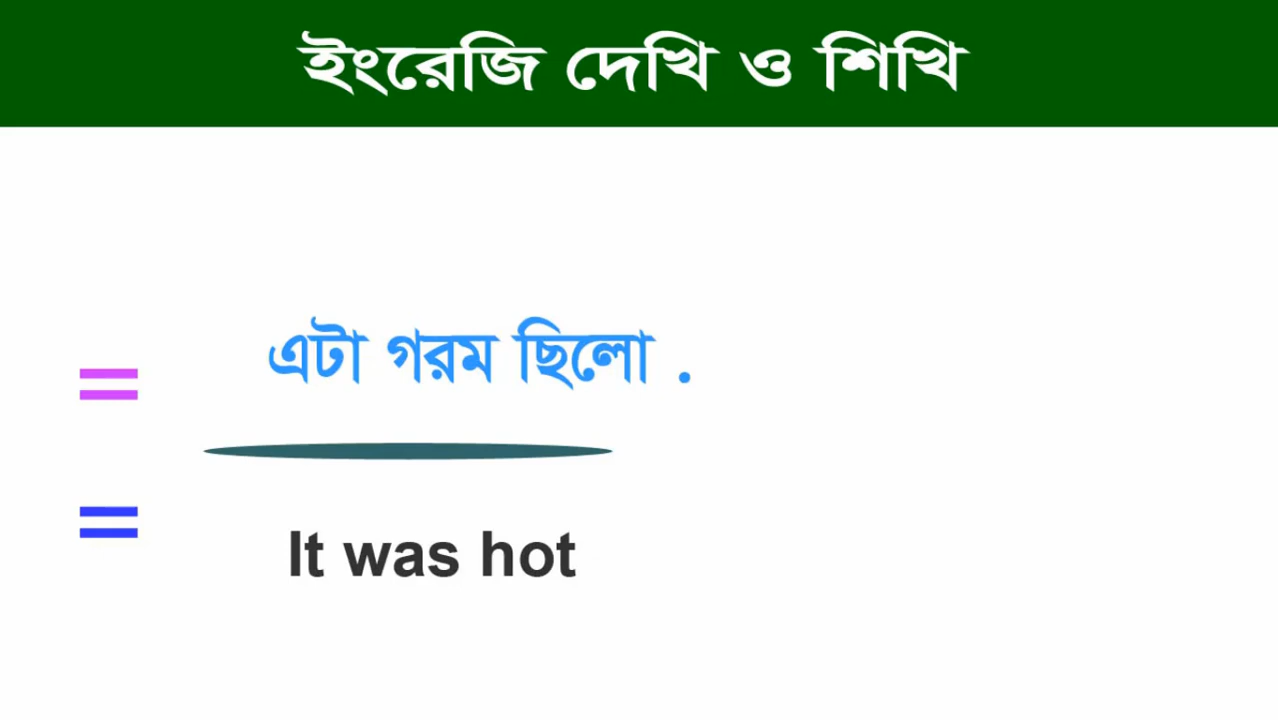 ইংরেজি দেখি ও শিখি
= এটা গরম ছিলো .
= It was hot